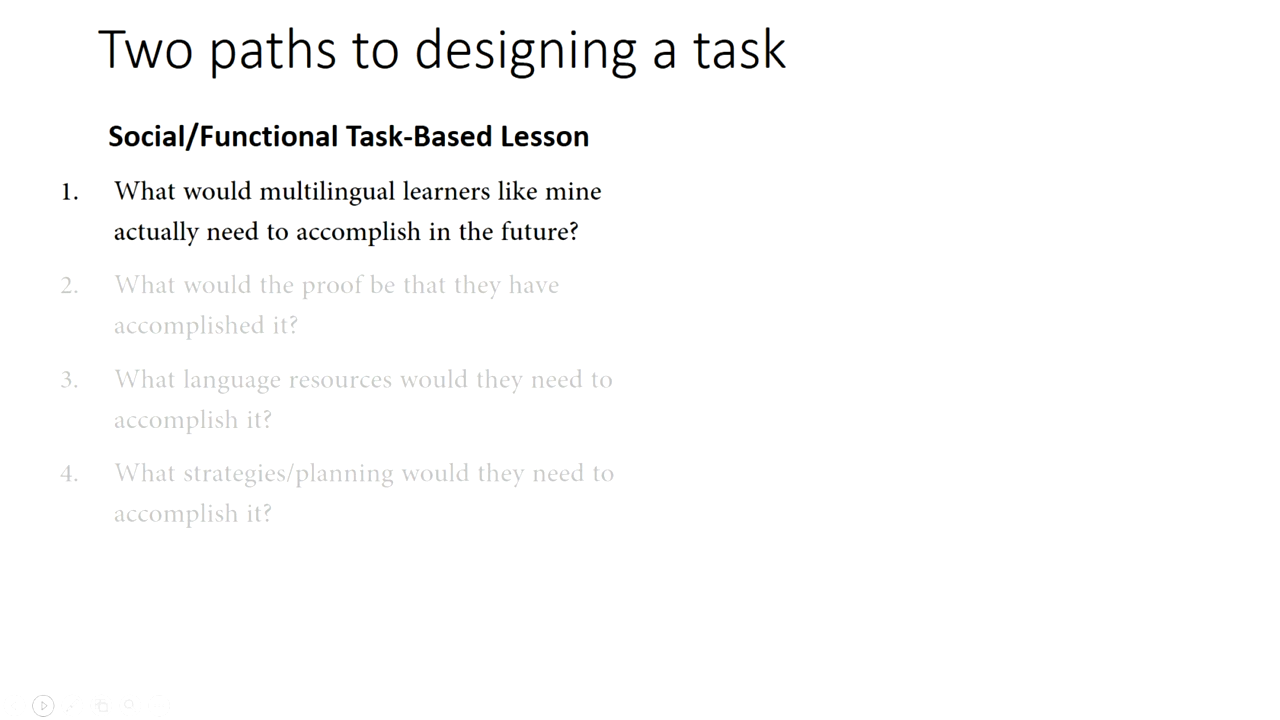 Two paths to designing a task
Social/Functional Task-Based Lesson
1. What would multilingual learners like mine
actually need to accomplish in the future?
2. What would the proof be that they have
accomplished it?
3. What language resources would they need to
accomplish it?
4. What strategies/planning would they need to
accomplish it?